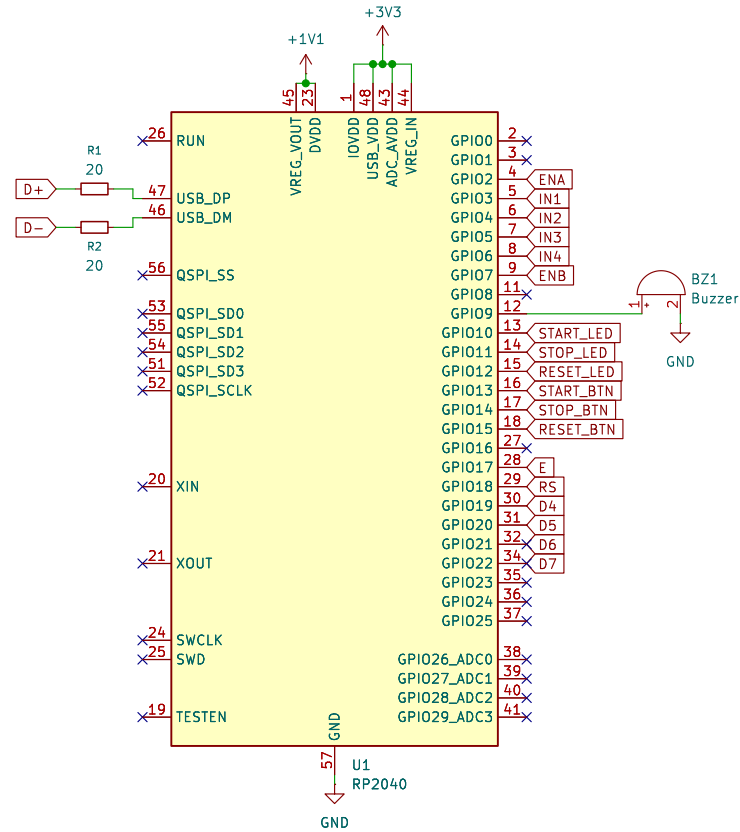 +3V3
+1V1
45
23
1
48
43
44
VREG_VOUT
DVDD
IOVDD
USB_VDD
ADC_AVDD
VREG_IN
26 RUN
R1
20
D+
47 USB_DP
D-
46 USB_DM
R2
20
56 QSPI_SS
53 QSPI_SD0
55 QSPI_SD1
54 QSPI_SD2
51 QSPI_SD3
52 QSPI_SCLK
20 XIN
21 XOUT
24 SWCLK
25 SWD
19 TESTEN
GPIO0 2
GPIO1 3
GPIO2 4 ENA
GPIO3 5 IN1
GPIO4 6 IN2
GPIO5 7 IN3
GPIO6 8 IN4
GPIO7 9 ENB
GPIO8 11
GPIO9 12
GPIO10 13 START_LED
GPIO11 14 STOP_LED
GPIO12 15 RESET_LED
GPIO13 16 START_BTN
GPIO14 17 STOP_BTN
GPIO15 18 RESET_BTN
GPIO16 27
GPIO17 28 E
GPIO18 29 RS
GPIO19 30 D4
GPIO20 31 D5
GPIO21 32 D6
GPIO22 34 D7
GPIO23 35
GPIO24 36
GPIO25 37
GPIO26_ADC0 38
GPIO27_ADC1 39
GPIO28_ADC2 40
GPIO29_ADC3 41
BZ1
Buzzer
1 + 2
GND
GND
57
U1
RP2040
GND